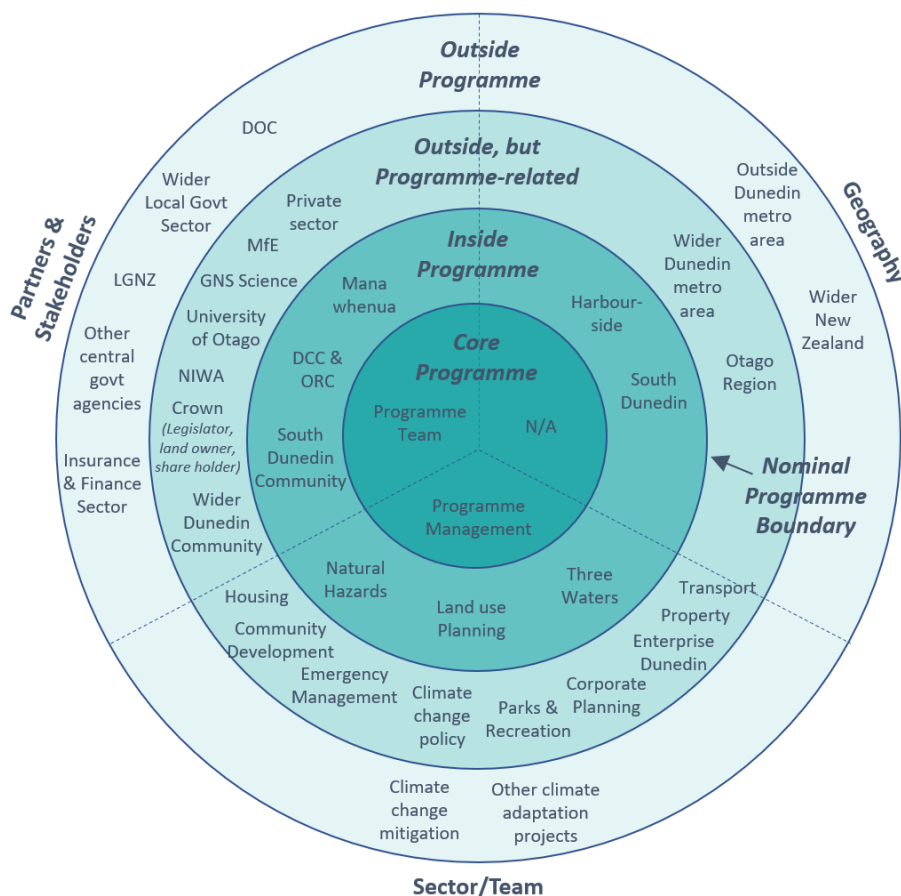 Outside
Programme
DOC
Outside, but
Programme-related
Wider
Local Govt
Sector
Private
sector
Outside
Dunedin
metro
area
Geography
Partners &
Stakeholders
MfE
Inside
Programme
Wider
Dunedin
metro
area
LGNZ
GNS Science
Mana
whenua
Harbour-
side
Wider
New
Zealand
University
of Otago
Other
central
govt
agencies
DCC &
ORC
Core
Programme
Otago
Region
NIWA
South
Dunedin
Crown
(Legislator,
land owner,
share holder)
Programme
Team
N/A
Insurance
& Finance
Sector
South
Dunedin
Community
Nominal
Programme
Boundary
Wider
Dunedin
Community
Programme
Management
Natural
Hazards
Three
Waters
Land use
Planning
Transport
Property
Enterprise
Dunedin
Housing
Community
Development
Emergency
Management
Climate
change
policy
Parks &
Recreation
Corporate
Planning
Climate
change
mitigation
Other climate
adaptation
projects
Sector/Team